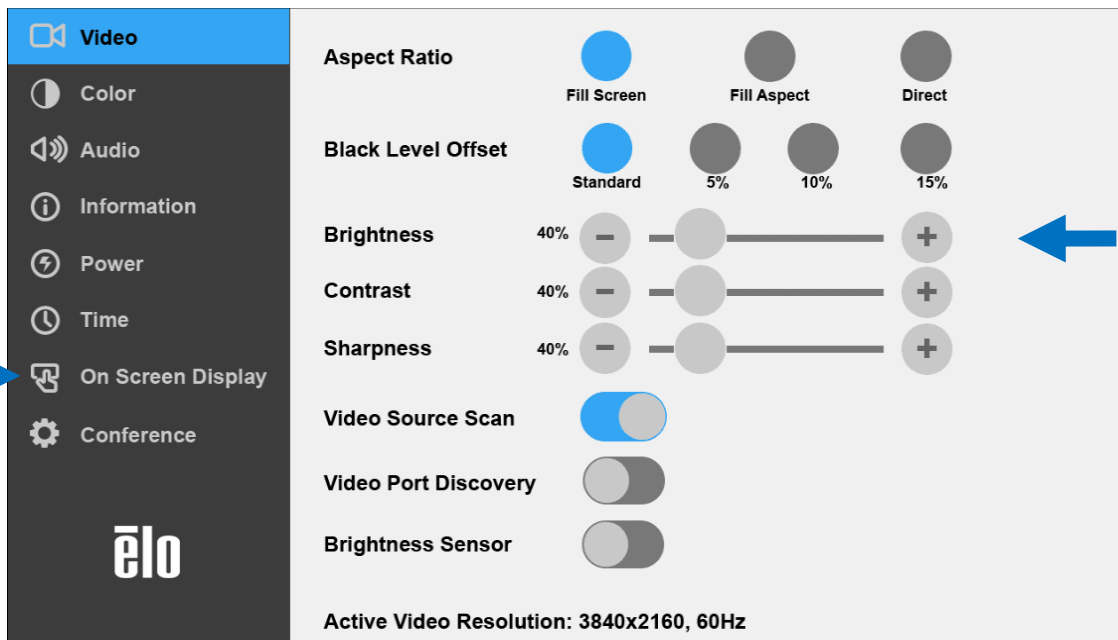 Video
Color
Audio
Information
Power
Time
On Screen Display
Conference
ēlo
Aspect Ratio
Fill Screen Fill Aspect Direct
Black Level Offset
Standard 5% 10% 15%
Brightness 40% − +
Contrast 40% − +
Sharpness 40% − +
Video Source Scan
Video Port Discovery
Brightness Sensor
Active Video Resolution: 3840x2160, 60Hz